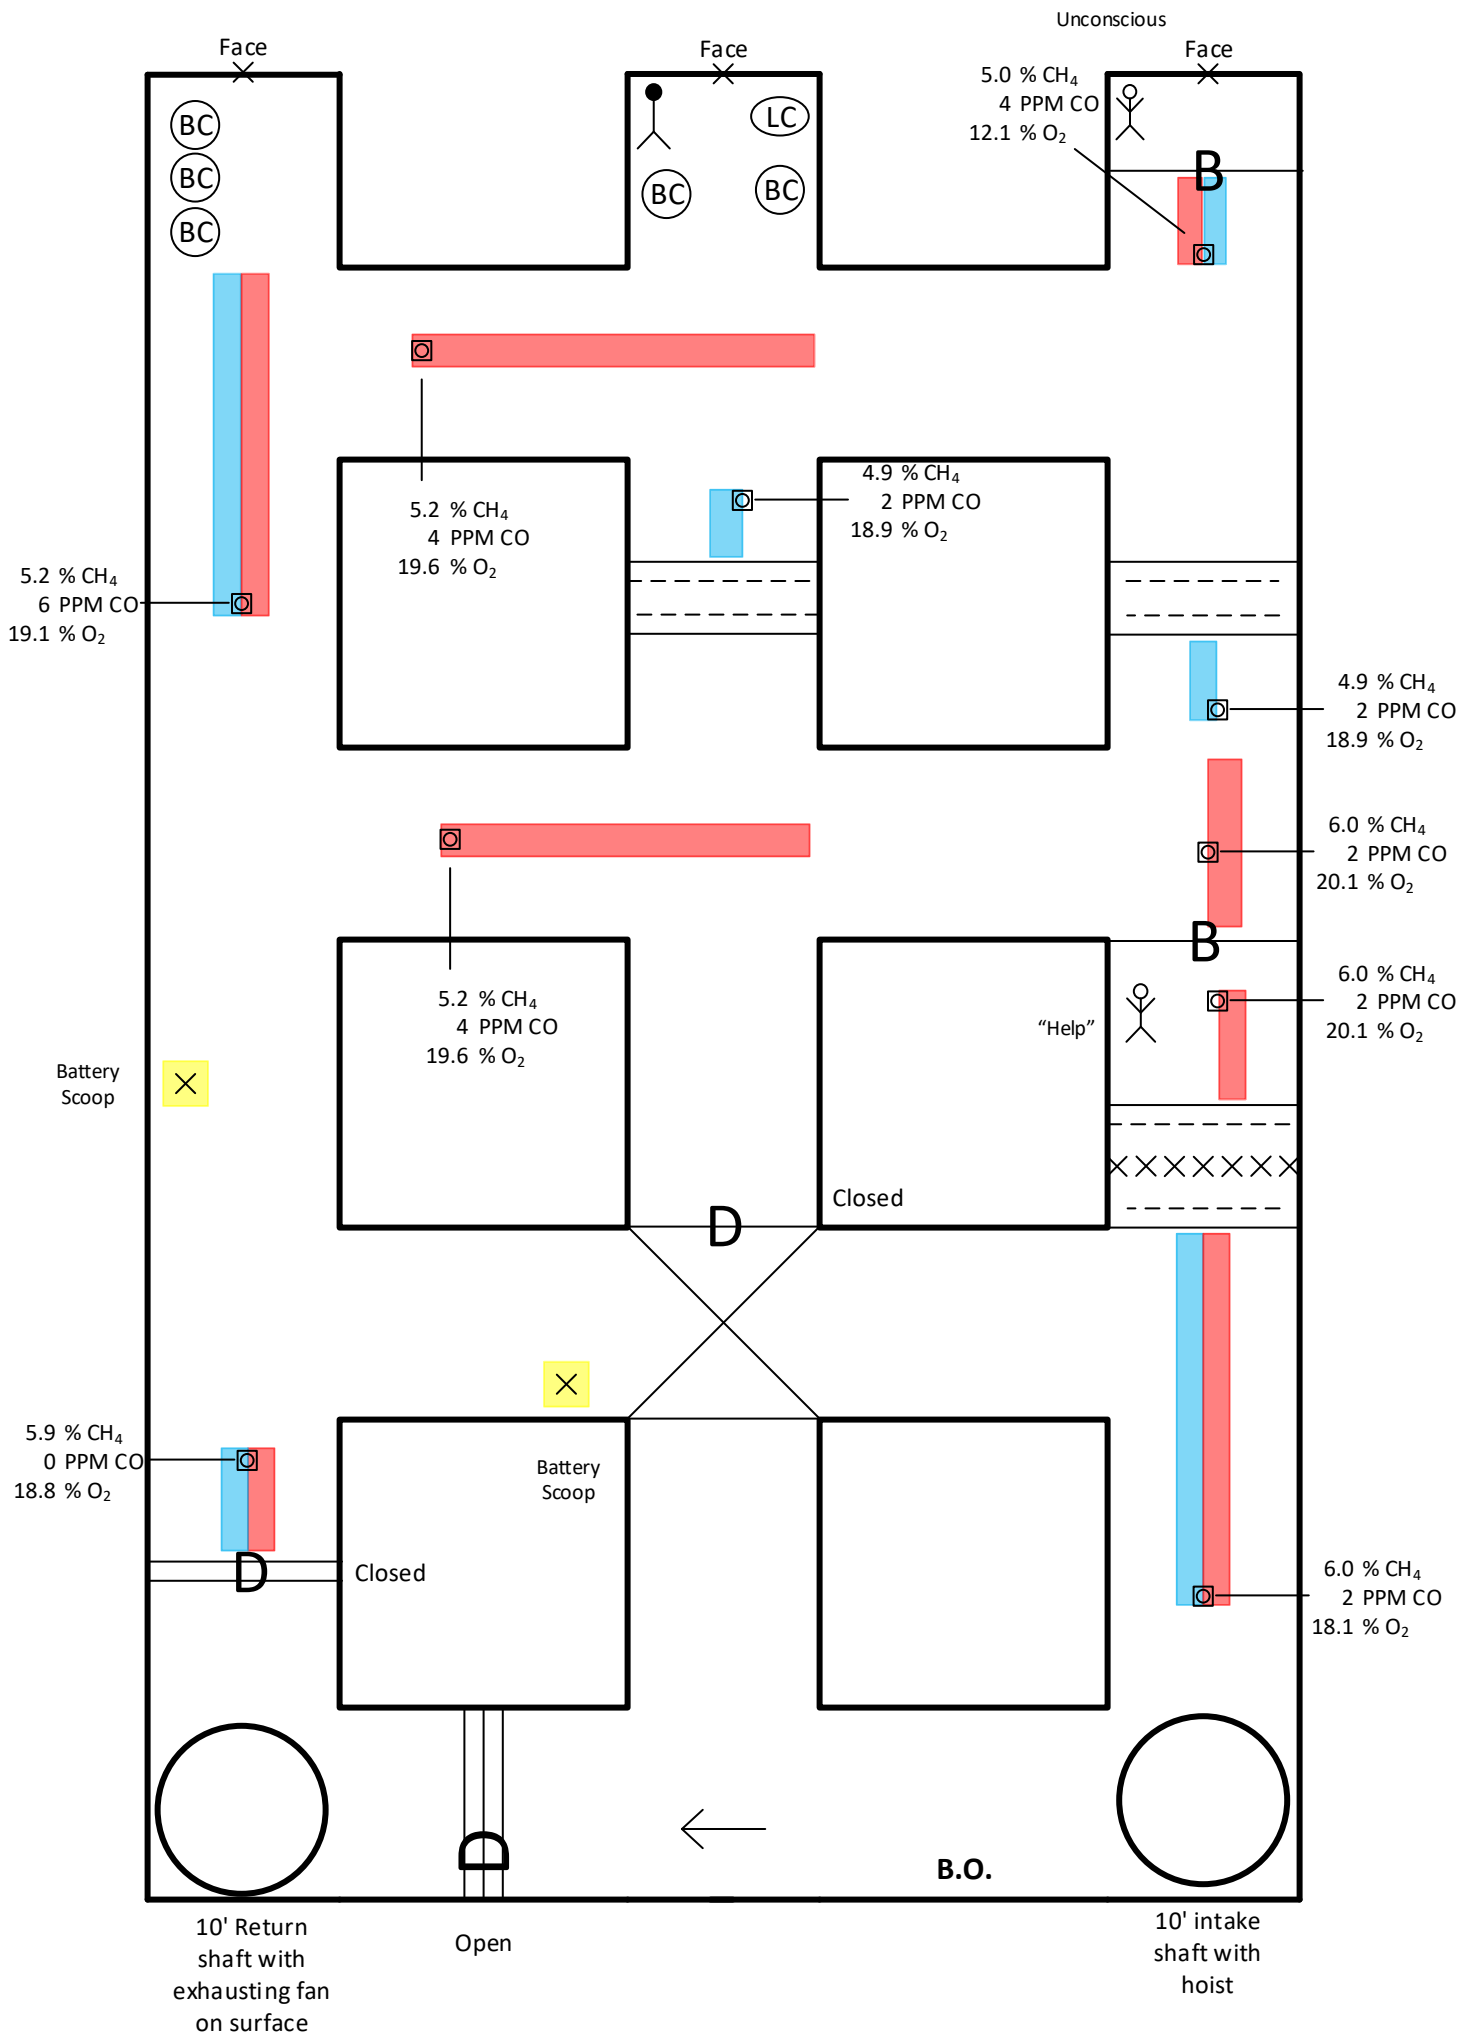 Unconscious
Face
Face
Face
5.0 % CH₄
4 PPM CO
12.1 % O₂
BC
BC
BC
LC
BC
BC
B
4.9 % CH₄
2 PPM CO
18.9 % O₂
5.2 % CH₄
4 PPM CO
19.6 % O₂
5.2 % CH₄
6 PPM CO
19.1 % O₂
4.9 % CH₄
2 PPM CO
18.9 % O₂
6.0 % CH₄
2 PPM CO
20.1 % O₂
B
6.0 % CH₄
2 PPM CO
20.1 % O₂
"Help"
5.2 % CH₄
4 PPM CO
19.6 % O₂
Battery
Scoop
Closed
D
5.9 % CH₄
0 PPM CO
18.8 % O₂
Battery
Scoop
D
Closed
6.0 % CH₄
2 PPM CO
18.1 % O₂
D
B.O.
10' Return
shaft with
exhausting fan
on surface
Open
10' intake
shaft with
hoist